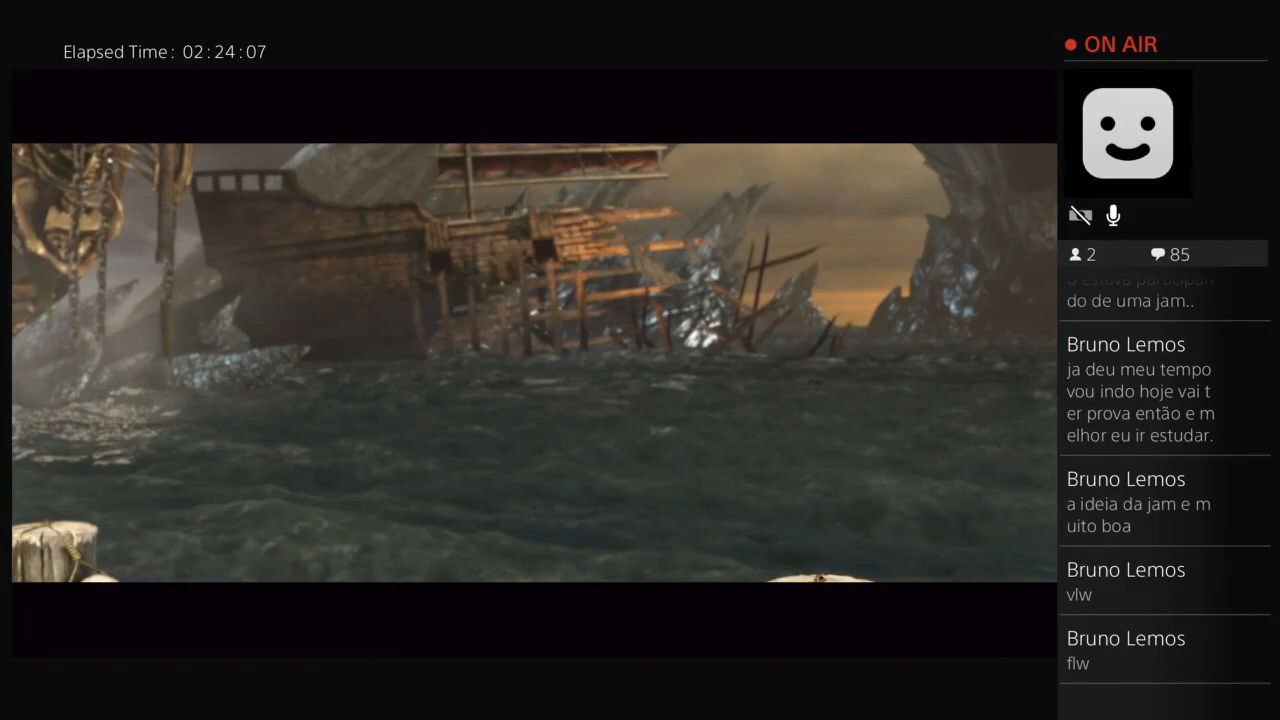 Elapsed Time: 02:24:07
ON AIR
2 85
do de uma jam..
Bruno Lemos
ja deu meu tempo
vou indo hoje vai t
er prova então e m
elhor eu ir estudar.
Bruno Lemos
a ideia da jam e m
uito boa
Bruno Lemos
vlw
Bruno Lemos
flw